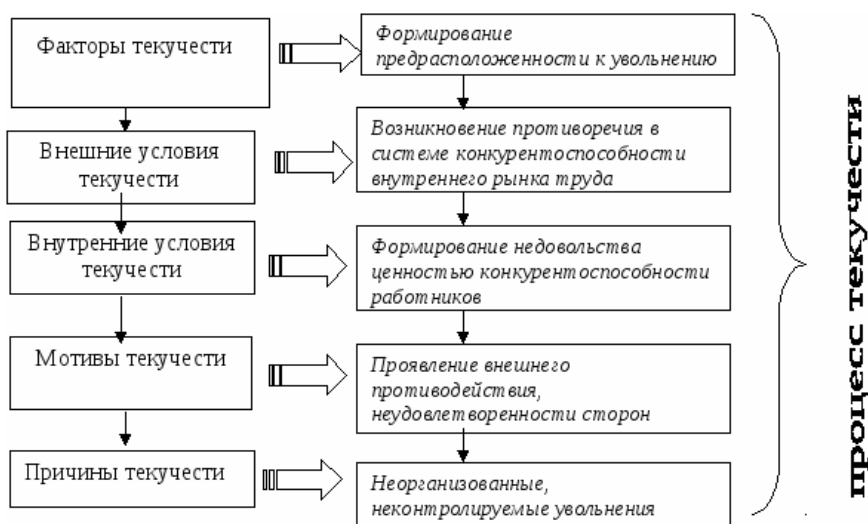 Факторы текучести
Формирование
предрасположенности к увольнению
Внешние условия
текучести
Возникновение противоречия в
системе конкурентоспособности
внутреннего рынка труда
Внутренние условия
текучести
Формирование недовольства
ценностью конкурентоспособности
работников
Мотивы текучести
Проявление внешнего
противодействия,
неудовлетворенности сторон
Причины текучести
Неорганизованные,
неконтролируемые увольнения
процесс текучести